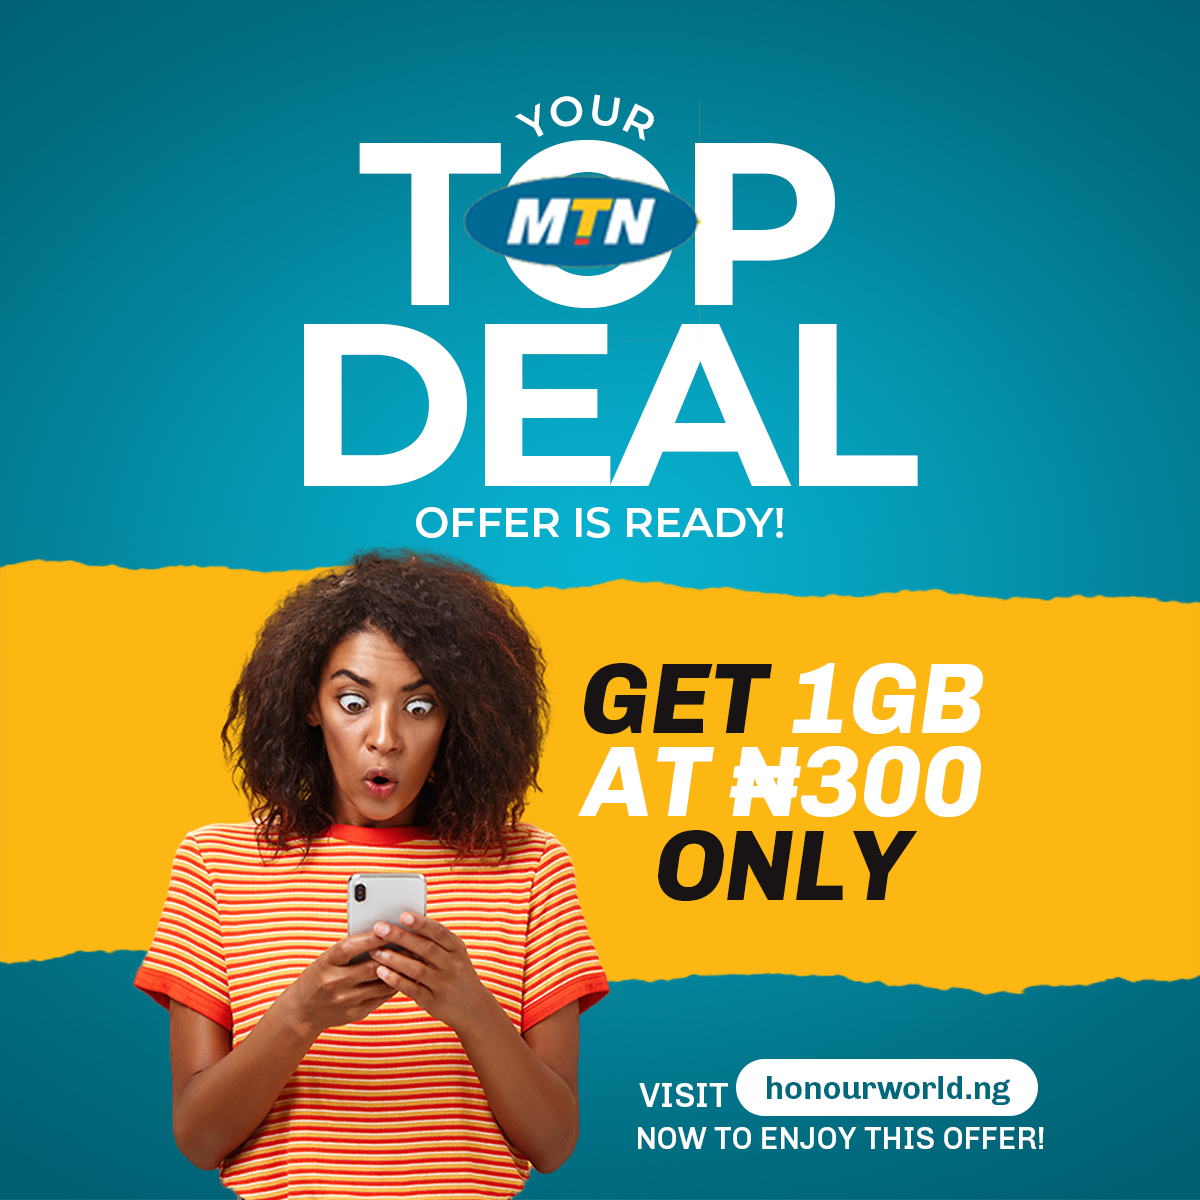 YOUR
TOP
MTN
DEAL
OFFER IS READY!
GET 1GB
AT ₦300
ONLY
VISIT honourworld.ng
NOW TO ENJOY THIS OFFER!